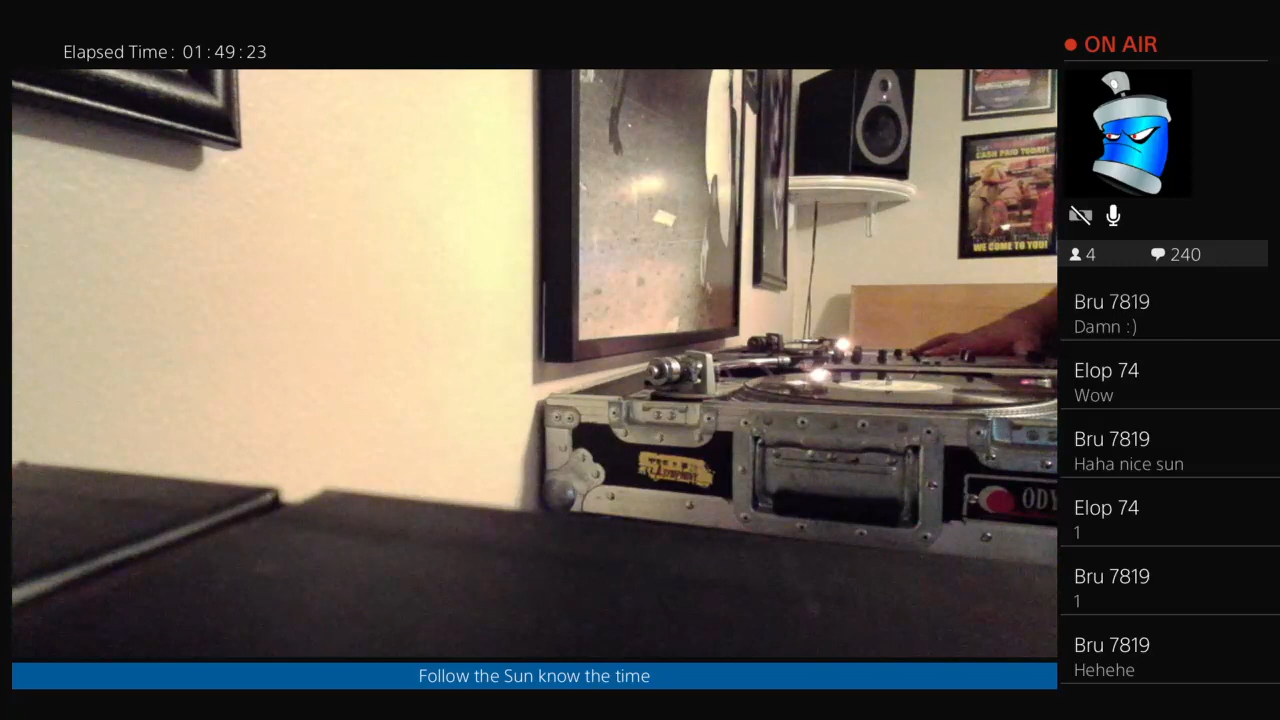 Elapsed Time: 01:49:23
ON AIR
CASH PAID TODAY!
WE COME TO YOU!
4
240
Bru 7819
Damn :)
Elop 74
Wow
Bru 7819
Haha nice sun
Elop 74
1
Bru 7819
1
Bru 7819
Hehehe
ODY
Follow the Sun know the time